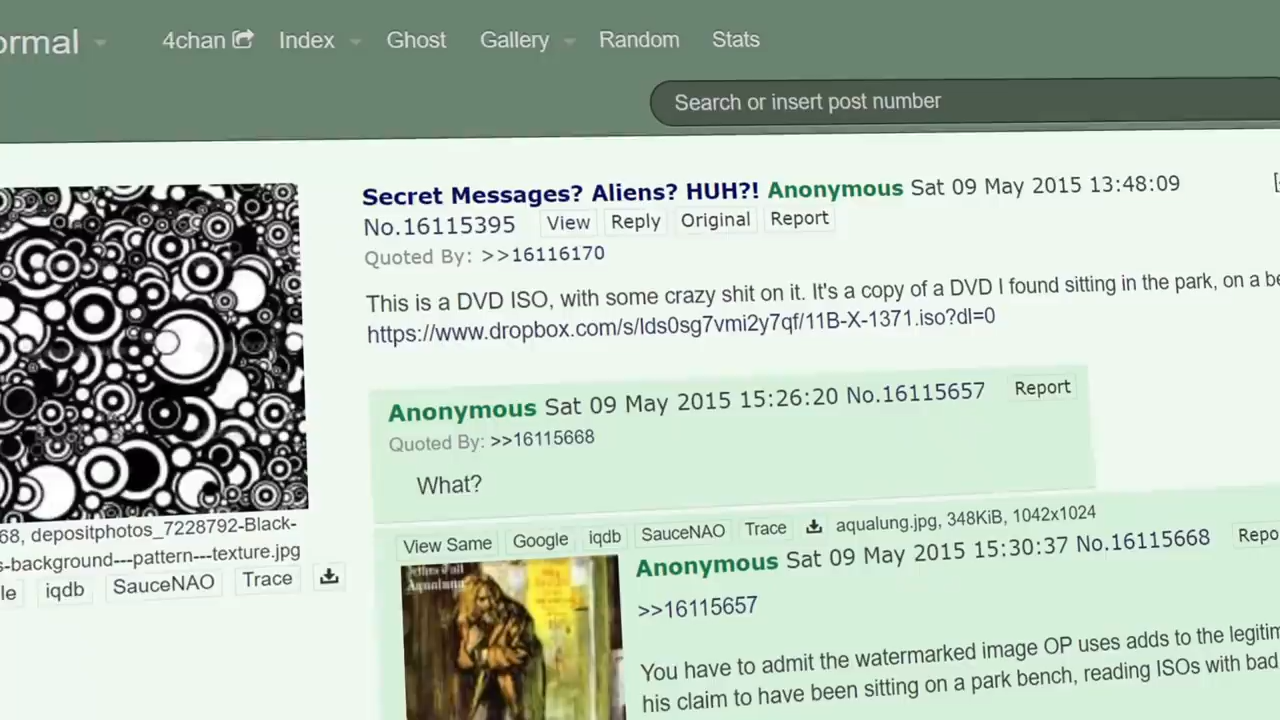 ormal
4chan Index Ghost Gallery Random Stats
Search or insert post number
Secret Messages? Aliens? HUH?! Anonymous Sat 09 May 2015 13:48:09
No.16115395 View Reply Original Report
Quoted By: >>16116170
This is a DVD ISO, with some crazy shit on it. It's a copy of a DVD I found sitting in the park, on a be
https://www.dropbox.com/s/lds0sg7vmi2y7qf/11B-X-1371.iso?dl=0
68, depositphotos_7228792-Black-
s-background---pattern---texture.jpg
le iqdb SauceNAO Trace
Anonymous Sat 09 May 2015 15:26:20 No.16115657 Report
Quoted By: >>16115668
What?
View Same Google iqdb SauceNAO Trace aqualung.jpg, 348KiB, 1042x1024
Jethro Tull
Aqualung
Anonymous Sat 09 May 2015 15:30:37 No.16115668 Repo
>>16115657
You have to admit the watermarked image OP uses adds to the legitim
his claim to have been sitting on a park bench, reading ISOs with bad